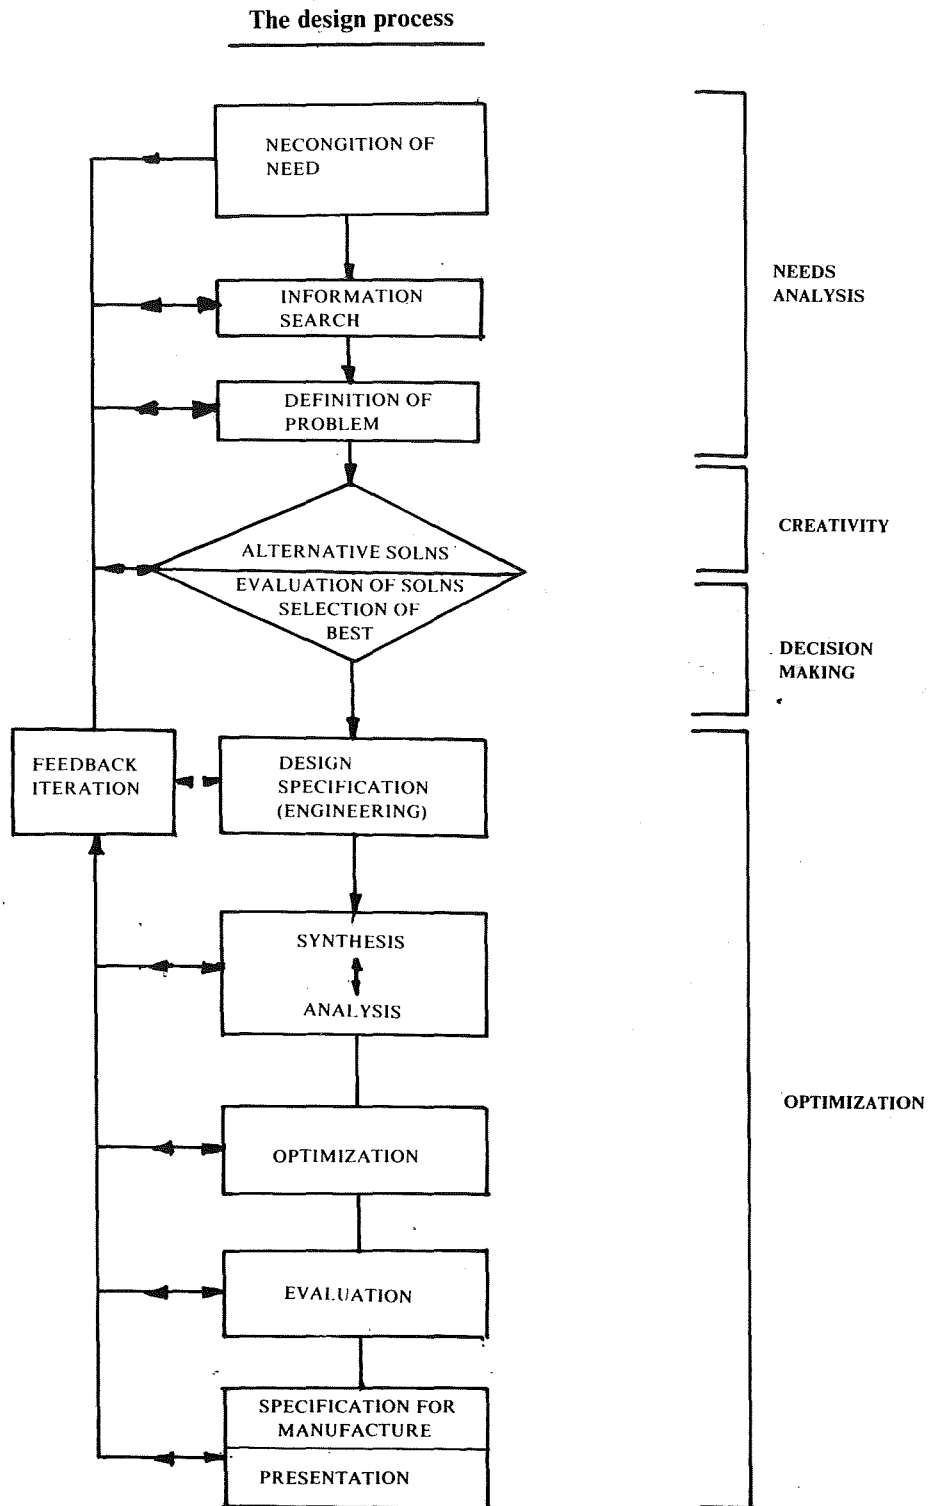 The design process
NECONGITION OF
NEED
INFORMATION
SEARCH
DEFINITION OF
PROBLEM
ALTERNATIVE SOLNS
EVALUATION OF SOLNS
SELECTION OF
BEST
FEEDBACK
ITERATION
DESIGN
SPECIFICATION
(ENGINEERING)
SYNTHESIS
ANALYSIS
OPTIMIZATION
EVALUATION
SPECIFICATION FOR
MANUFACTURE
PRESENTATION
NEEDS
ANALYSIS
CREATIVITY
DECISION
MAKING
OPTIMIZATION